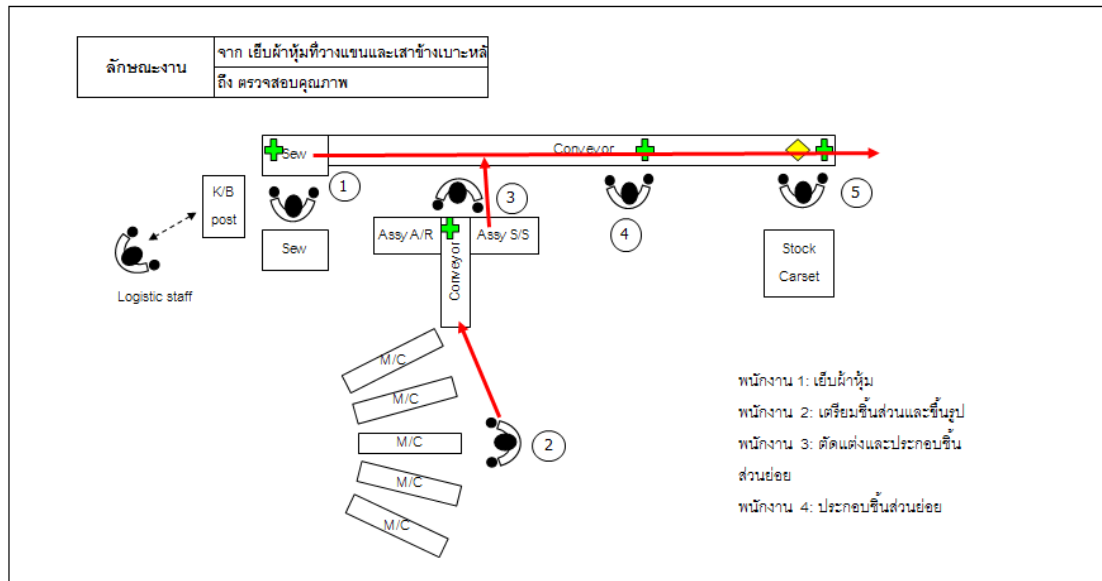 ลักษณะงาน
จาก เย็บผ้าหุ้มที่วางแขนและเสาข้างเบาะหลั
ถึง ตรวจสอบคุณภาพ
Sew
Conveyor
1
3
4
5
K/B
post
Sew
Assy A/R
Assy S/S
Conveyor
Stock
Carset
Logistic staff
M/C
M/C
M/C
M/C
M/C
2
พนักงาน 1: เย็บผ้าหุ้ม
พนักงาน 2: เตรียมชิ้นส่วนและขึ้นรูป
พนักงาน 3: ตัดแต่งและประกอบชิ้น
ส่วนย่อย
พนักงาน 4: ประกอบชิ้นส่วนย่อย